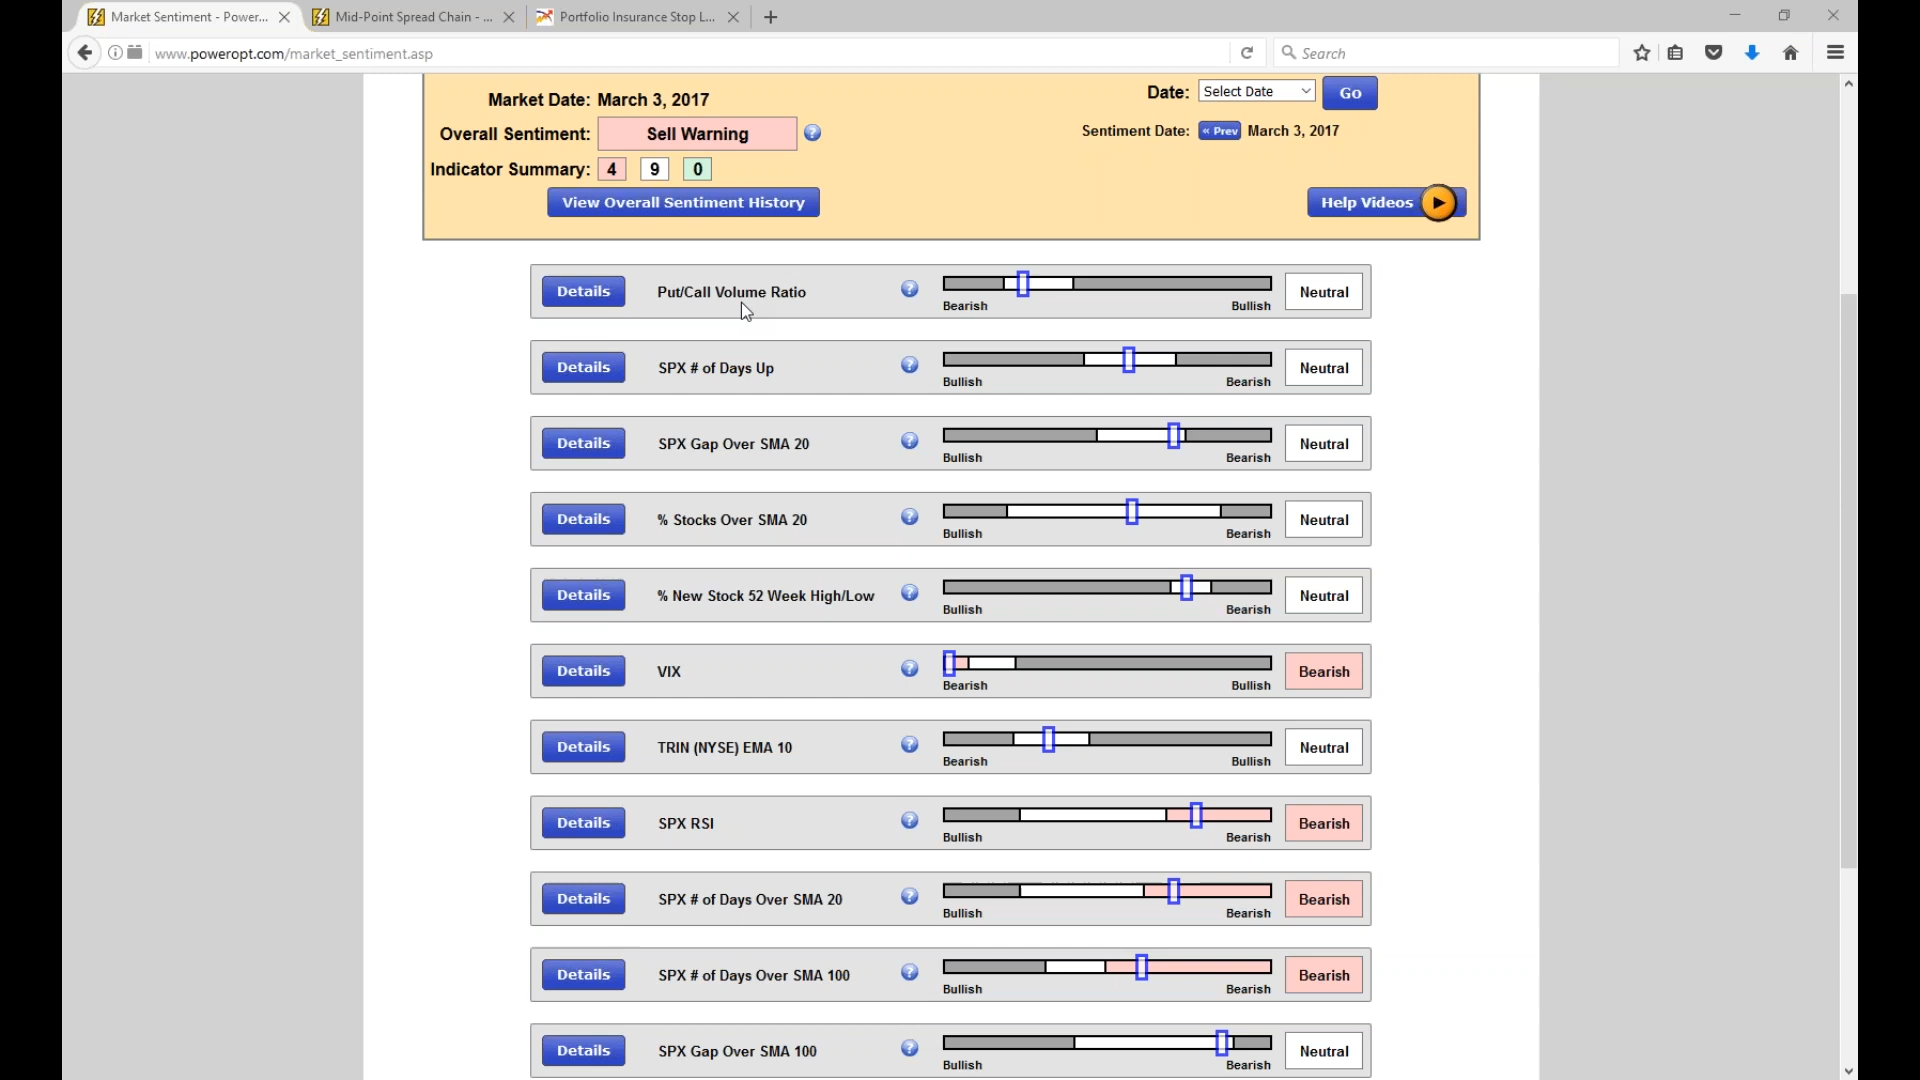 Market Sentiment - Power...
Mid-Point Spread Chain - ...
Portfolio Insurance Stop L...
www.poweropt.com/market_sentiment.asp
Search
Market Date: March 3, 2017
Date: Select Date Go
Overall Sentiment: Sell Warning ?
Sentiment Date: « Prev March 3, 2017
Indicator Summary: 4 9 0
View Overall Sentiment History
Help Videos
Details Put/Call Volume Ratio ? Neutral
Bearish Bullish
Details SPX # of Days Up ? Neutral
Bullish Bearish
Details SPX Gap Over SMA 20 ? Neutral
Bullish Bearish
Details % Stocks Over SMA 20 ? Neutral
Bullish Bearish
Details % New Stock 52 Week High/Low ? Neutral
Bullish Bearish
Details VIX ? Bearish
Bearish Bullish
Details TRIN (NYSE) EMA 10 ? Neutral
Bearish Bullish
Details SPX RSI ? Bearish
Bullish Bearish
Details SPX # of Days Over SMA 20 ? Bearish
Bullish Bearish
Details SPX # of Days Over SMA 100 ? Bearish
Bullish Bearish
Details SPX Gap Over SMA 100 ? Neutral
Bullish Bearish